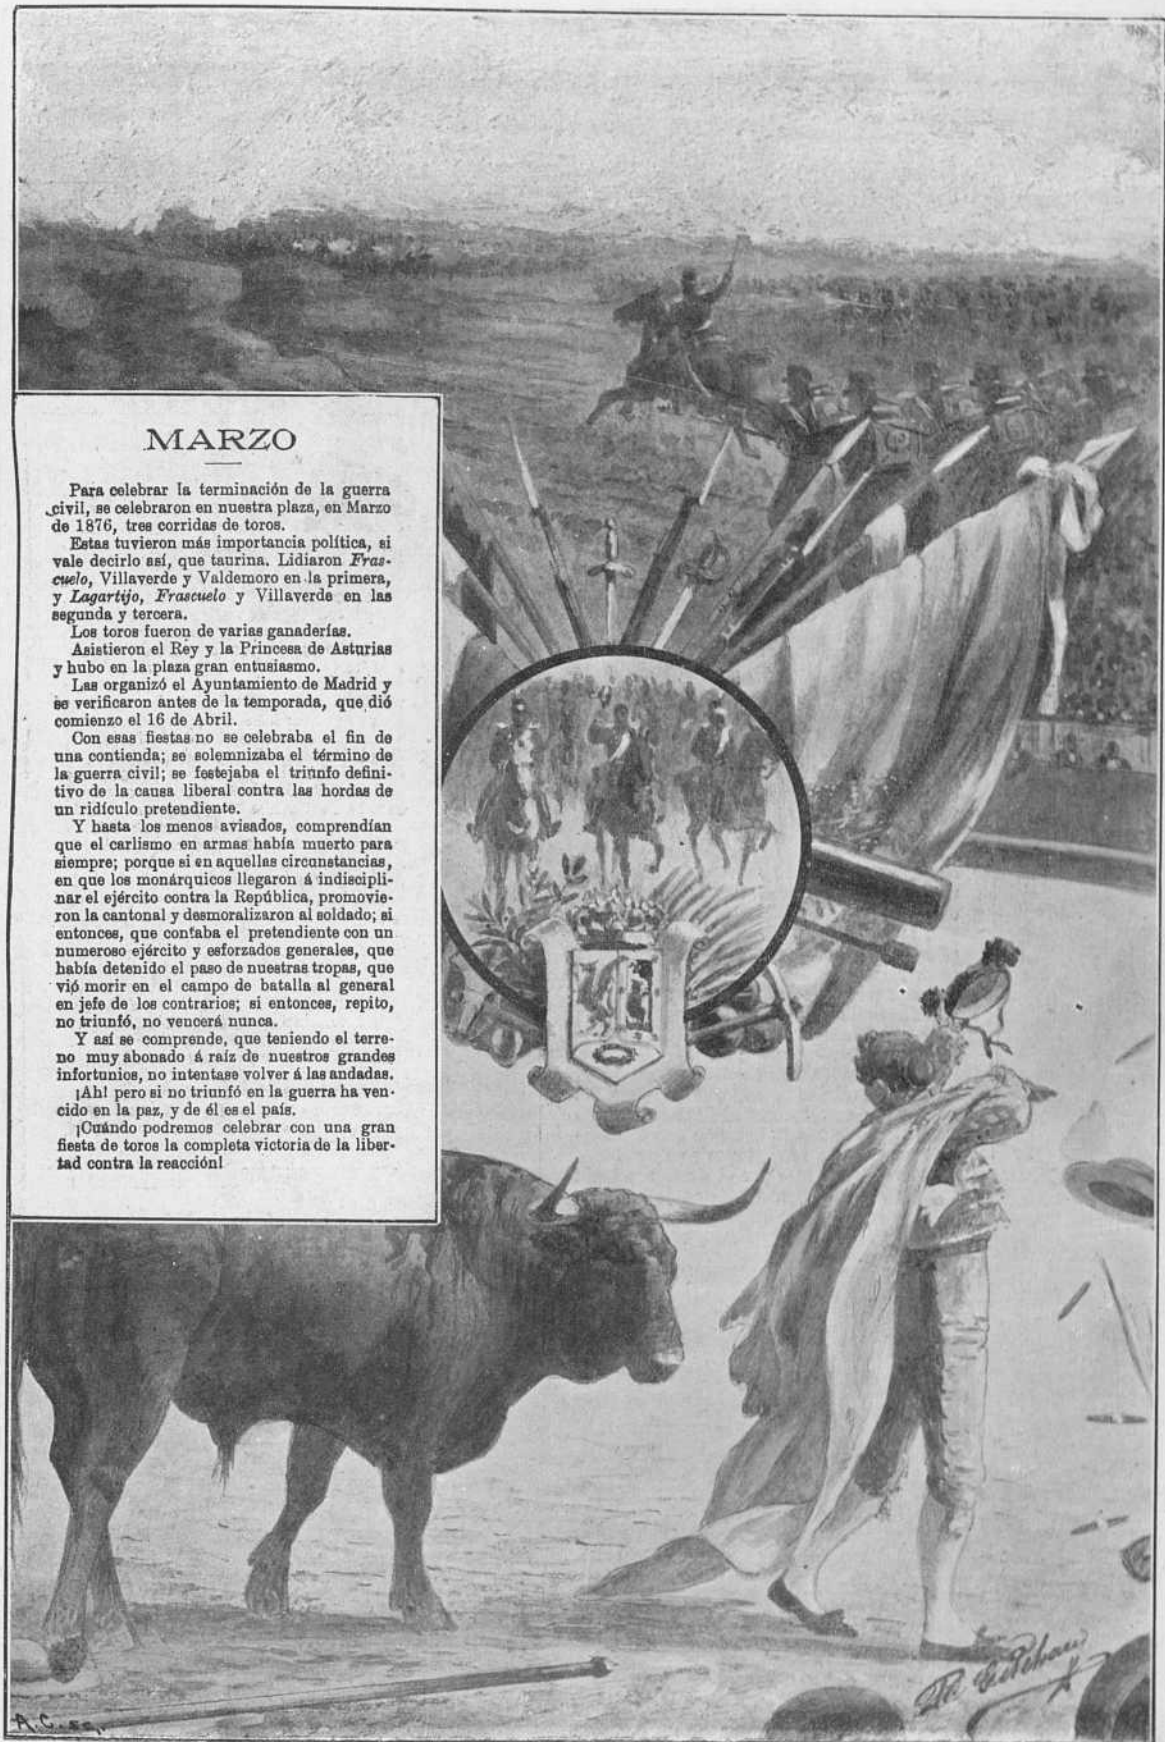 MARZO
Para celebrar la terminación de la guerra
civil, se celebraron en nuestra plaza, en Marzo
de 1876, tres corridas de toros.
Estas tuvieron más importancia política, si
vale decirlo así, que taurina. Lidiaron Fras-
cuelo, Villaverde y Valdemoro en la primera,
y Lagartijo, Frascuelo y Villaverde en las
segunda y tercera.
Los toros fueron de varias ganaderías.
Asistieron el Rey y la Princesa de Asturias
y hubo en la plaza gran entusiasmo.
Las organizó el Ayuntamiento de Madrid y
se verificaron antes de la temporada, que dió
comienzo el 16 de Abril.
Con esas fiestas no se celebraba el fin de
una contienda; se solemnizaba el término de
la guerra civil; se festejaba el triunfo defini-
tivo de la causa liberal contra las hordas de
un ridículo pretendiente.
Y hasta los menos avisados, comprendían
que el carlismo en armas había muerto para
siempre; porque si en aquellas circunstancias,
en que los monárquicos llegaron á indiscipli-
nar el ejército contra la República, promovie-
ron la cantonal y desmoralizaron al soldado; si
entonces, que contaba el pretendiente con un
numeroso ejército y esforzados generales, que
había detenido el paso de nuestras tropas, que
vió morir en el campo de batalla al general
en jefe de los contrarios; si entonces, repito,
no triunfó, no vencerá nunca.
Y así se comprende, que teniendo el terre-
no muy abonado á raíz de nuestros grandes
infortunios, no intentase volver á las andadas.
¡Ah! pero si no triunfó en la guerra ha ven-
cido en la paz, y de él es el país.
¡Cuándo podremos celebrar con una gran
fiesta de toros la completa victoria de la liber-
tad contra la reacción!
A. C.